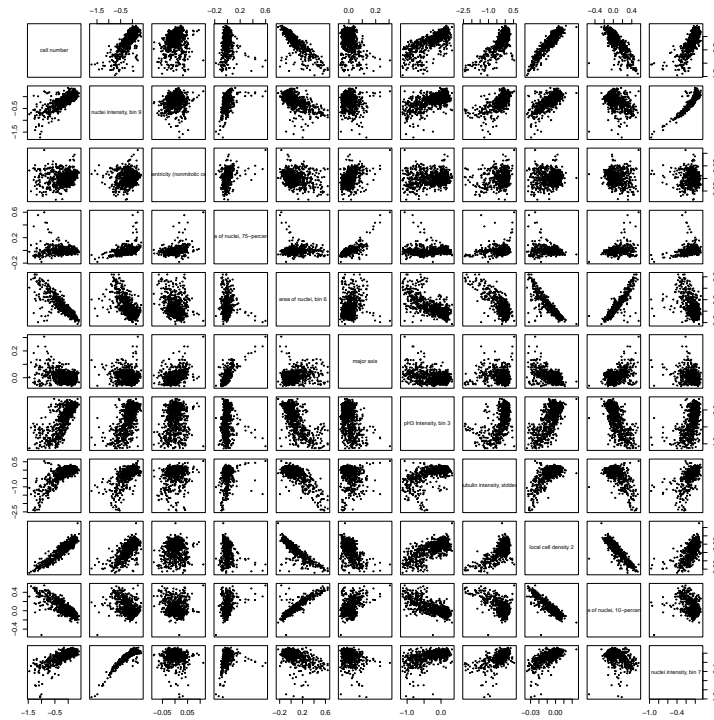 −1.5 −0.5
−0.2 0.2 0.6
0.0 0.2
−2.5 −1.0 0.5
−0.4 0.0 0.4
cell number
−1.5 −0.5
nuclei intensity, bin 9
entricity (nonmitotic ce
−0.2 0.2 0.6
a of nuclei, 75−percen
area of nuclei, bin 6
0.0 0.2
major axis
pH3 Intensity, bin 3
−2.5 −1.0 0.5
ubulin intensity, stddev
local cell density 2
−0.4 0.0 0.4
a of nuclei, 10−percen
nuclei intensity, bin 7
−1.5 −0.5
−0.05 0.05
−0.2 0.2 0.6
−1.0 0.0
−0.03 0.00
−1.0 −0.4